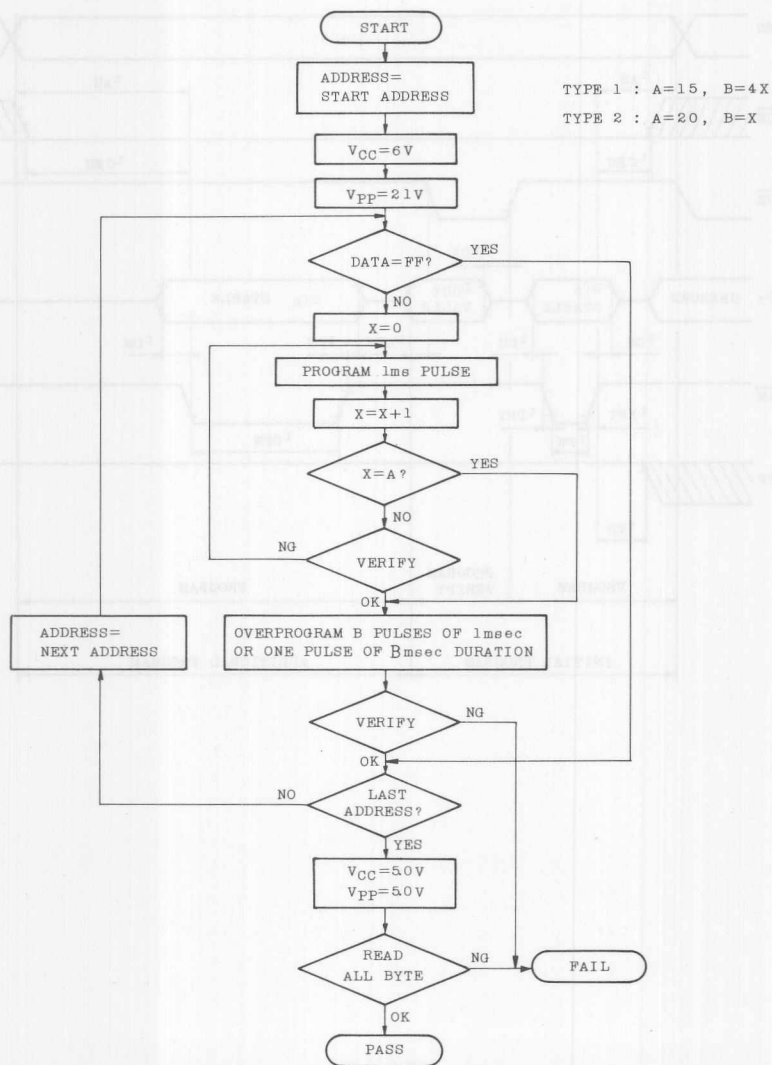 START
ADDRESS=
START ADDRESS
TYPE 1 : A=15, B=4X
TYPE 2 : A=20, B=X
VCC=6V
VPP=21V
DATA=FF?
YES
NO
X=0
PROGRAM 1ms PULSE
X=X+1
X=A?
YES
NO
NG
VERIFY
OK
ADDRESS=
NEXT ADDRESS
OVERPROGRAM B PULSES OF 1msec
OR ONE PULSE OF Bmsec DURATION
VERIFY
NG
OK
NO
LAST
ADDRESS?
YES
VCC=5.0V
VPP=5.0V
READ
ALL BYTE
NG
FAIL
OK
PASS